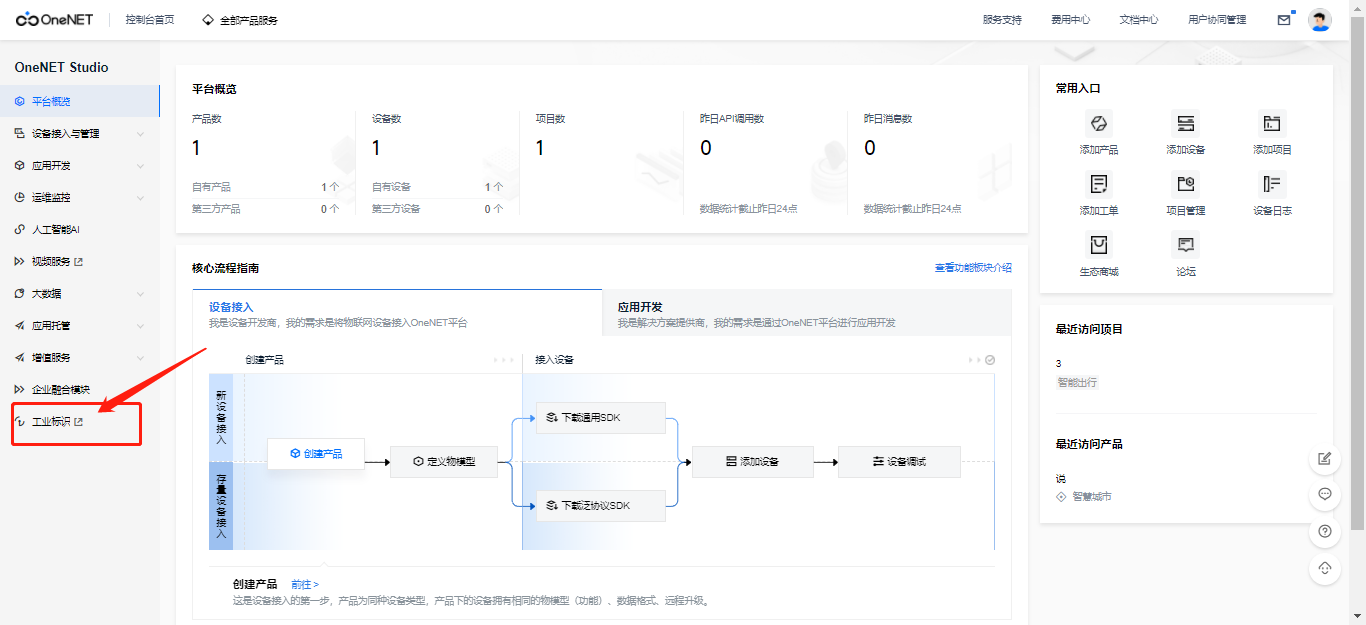 OneNET
控制台首页
全部产品服务
服务支持
费用中心
文档中心
用户协同管理
OneNET Studio
平台概览
设备接入与管理
应用开发
运维监控
人工智能AI
视频服务
大数据
应用托管
增值服务
企业融合模块
工业标识
平台概览
产品数
1
自有产品 1 个
第三方产品 0 个
设备数
1
自有设备 1 个
第三方设备 0 个
项目数
1
昨日API调用数
0
数据统计截止昨日24点
昨日消息数
0
数据统计截止昨日24点
核心流程指南
查看功能板块介绍
设备接入
我是设备开发商，我的需求是将物联网设备接入OneNET平台
应用开发
我是解决方案提供商，我的需求是通过OneNET平台进行应用开发
创建产品
接入设备
新设备接入
存量设备接入
创建产品
定义物模型
下载通用SDK
下载泛协议SDK
添加设备
设备调试
创建产品 前往 >
这是设备接入的第一步，产品为同种设备类型，产品下的设备拥有相同的物模型（功能）、数据格式、远程升级。
常用入口
添加产品
添加设备
添加项目
添加工单
项目管理
设备日志
生态商城
论坛
最近访问项目
3
智能出行
最近访问产品
说
智慧城市